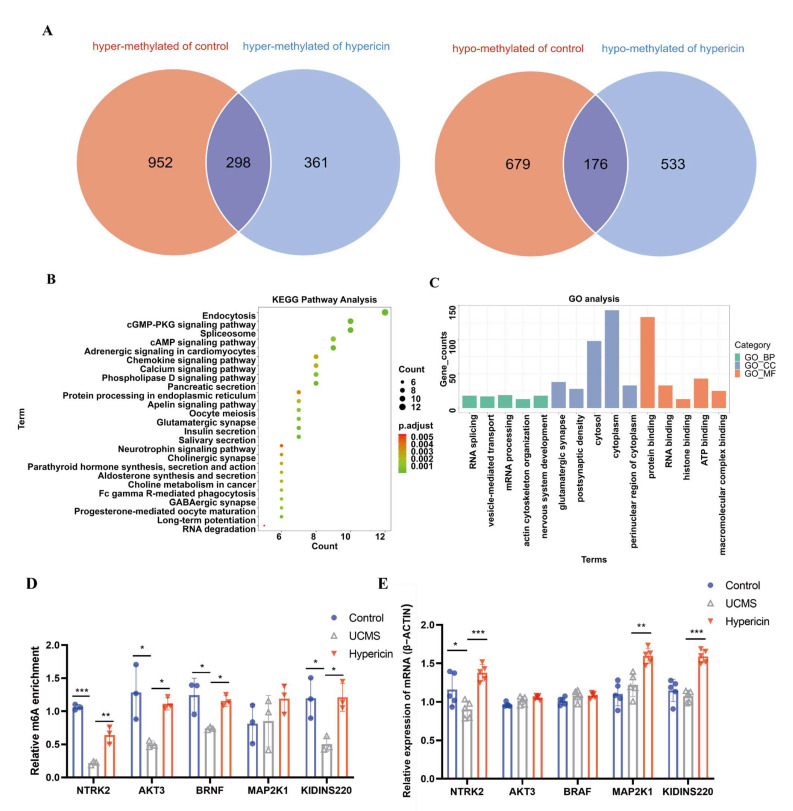 A
hyper-methylated of control
hyper-methylated of hypericin
952
298
361
hypo-methylated of control
hypo-methylated of hypericin
679
176
533
B
KEGG Pathway Analysis
Term
Endocytosis
cGMP-PKG signaling pathway
Spliceosome
cAMP signaling pathway
Adrenergic signaling in cardiomyocytes
Chemokine signaling pathway
Calcium signaling pathway
Phospholipase D signaling pathway
Pancreatic secretion
Protein processing in endoplasmic reticulum
Apelin signaling pathway
Oocyte meiosis
Glutamatergic synapse
Insulin secretion
Salivary secretion
Neurotrophin signaling pathway
Cholinergic synapse
Parathyroid hormone synthesis, secretion and action
Aldosterone synthesis and secretion
Choline metabolism in cancer
Fc gamma R-mediated phagocytosis
GABAergic synapse
Progesterone-mediated oocyte maturation
Long-term potentiation
RNA degradation
6 8 10 12
Count
Count
6
8
10
12
p.adjust
0.005
0.004
0.003
0.002
0.001
C
GO analysis
Gene_counts
150
100
50
0
RNA splicing
vesicle-mediated transport
mRNA processing
actin cytoskeleton organization
nervous system development
glutamatergic synapse
postsynaptic density
cytosol
cytoplasm
perinuclear region of cytoplasm
protein binding
RNA binding
histone binding
ATP binding
macromolecular complex binding
Terms
Category
GO_BP
GO_CC
GO_MF
D
Control
UCMS
Hypericin
Relative m6A enrichment
2.0
1.5
1.0
0.5
0.0
*** ** * * * * * *
NTRK2 AKT3 BRNF MAP2K1 KIDINS220
E
Control
UCMS
Hypericin
Relative expression of mRNA (β-ACTIN)
2.0
1.5
1.0
0.5
0.0
* *** ** ***
NTRK2 AKT3 BRAF MAP2K1 KIDINS220